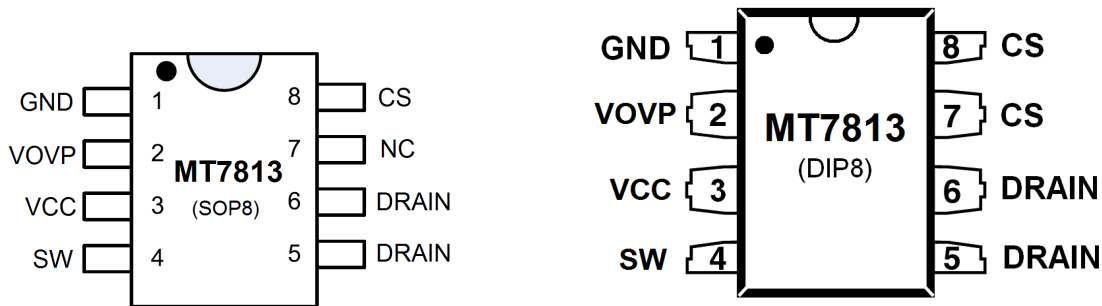 GND 1 8 CS
VOVP 2 7 NC
MT7813
(SOP8)
VCC 3 6 DRAIN
SW 4 5 DRAIN
GND 1 8 CS
VOVP 2 7 CS
MT7813
(DIP8)
VCC 3 6 DRAIN
SW 4 5 DRAIN